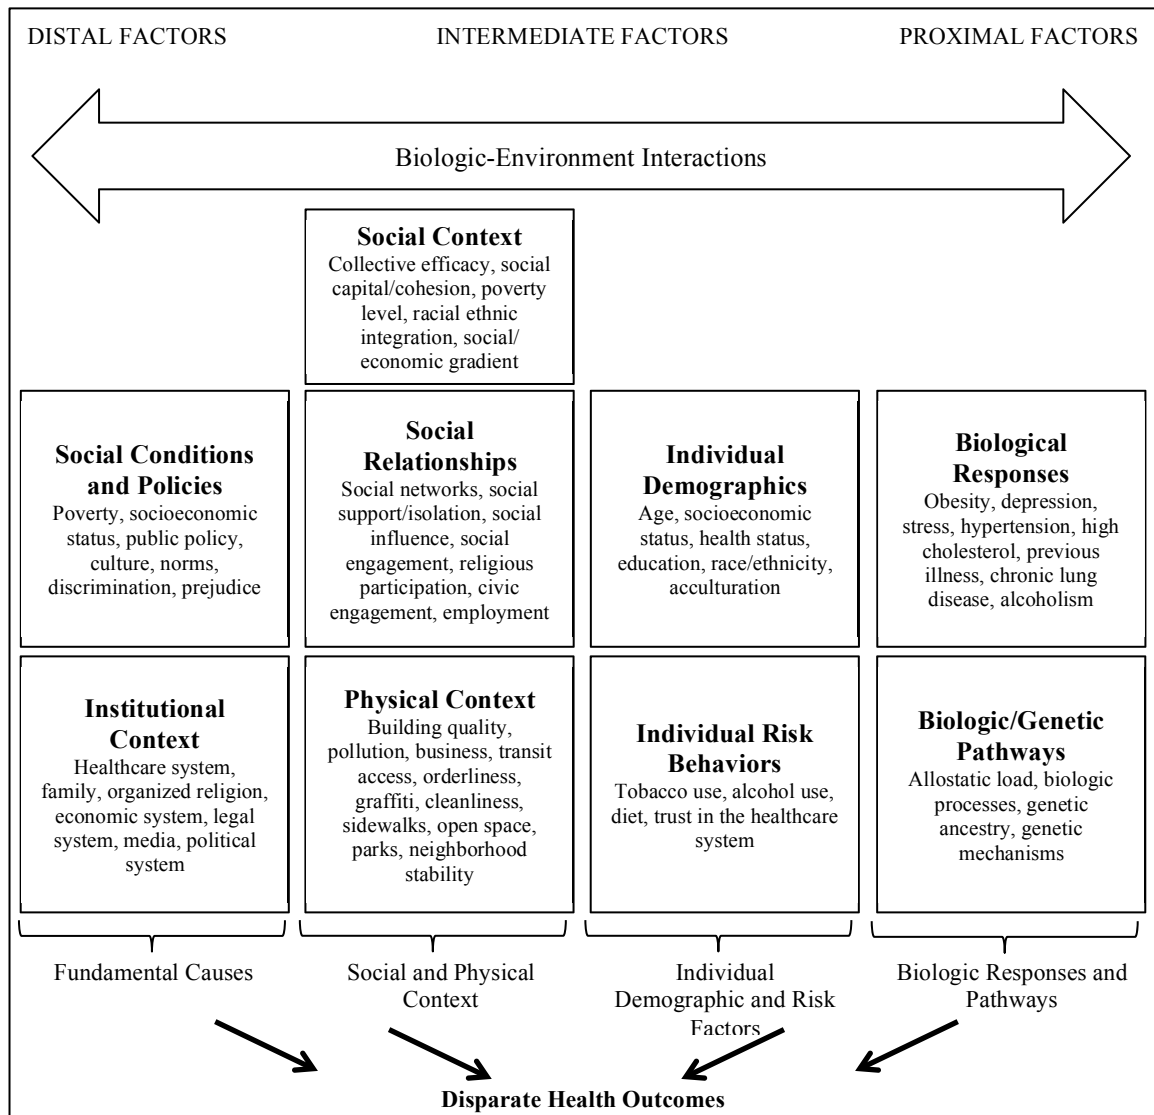 DISTAL FACTORS
INTERMEDIATE FACTORS
PROXIMAL FACTORS
Biologic-Environment Interactions
Social Context
Collective efficacy, social
capital/cohesion, poverty
level, racial ethnic
integration, social/
economic gradient
Social Conditions
and Policies
Poverty, socioeconomic
status, public policy,
culture, norms,
discrimination, prejudice
Social
Relationships
Social networks, social
support/isolation, social
influence, social
engagement, religious
participation, civic
engagement, employment
Individual
Demographics
Age, socioeconomic
status, health status,
education, race/ethnicity,
acculturation
Biological
Responses
Obesity, depression,
stress, hypertension, high
cholesterol, previous
illness, chronic lung
disease, alcoholism
Institutional
Context
Healthcare system,
family, organized religion,
economic system, legal
system, media, political
system
Physical Context
Building quality,
pollution, business, transit
access, orderliness,
graffiti, cleanliness,
sidewalks, open space,
parks, neighborhood
stability
Individual Risk
Behaviors
Tobacco use, alcohol use,
diet, trust in the healthcare
system
Biologic/Genetic
Pathways
Allostatic load, biologic
processes, genetic
ancestry, genetic
mechanisms
Fundamental Causes
Social and Physical
Context
Individual
Demographic and Risk
Factors
Biologic Responses and
Pathways
Disparate Health Outcomes